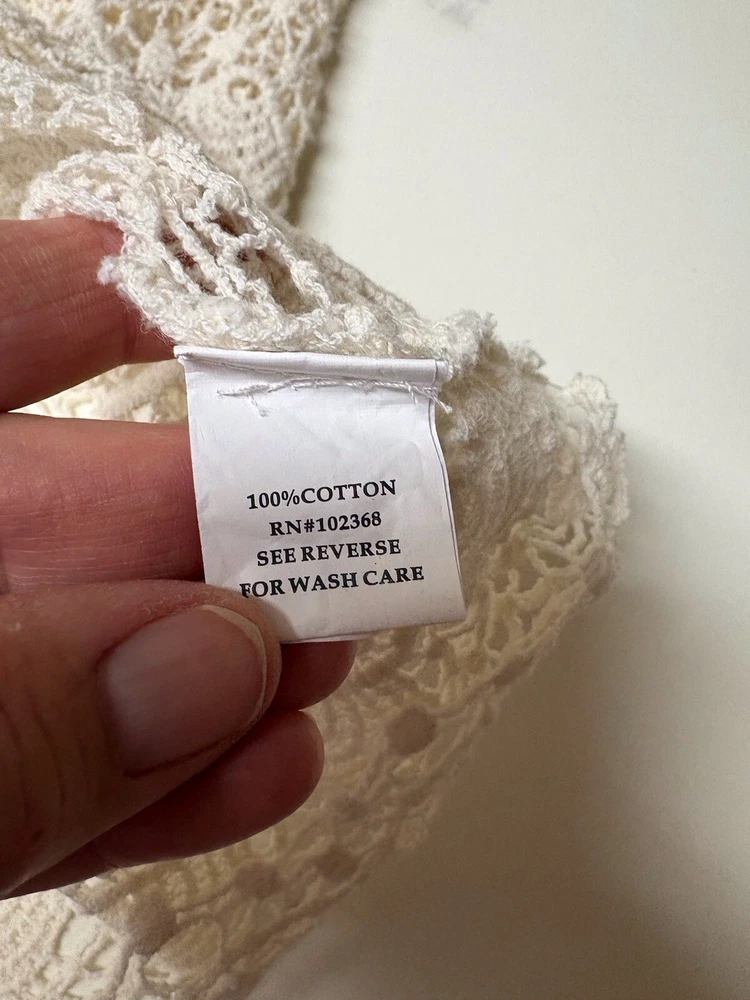 100%COTTON
RN#102368
SEE REVERSE
FOR WASH CARE